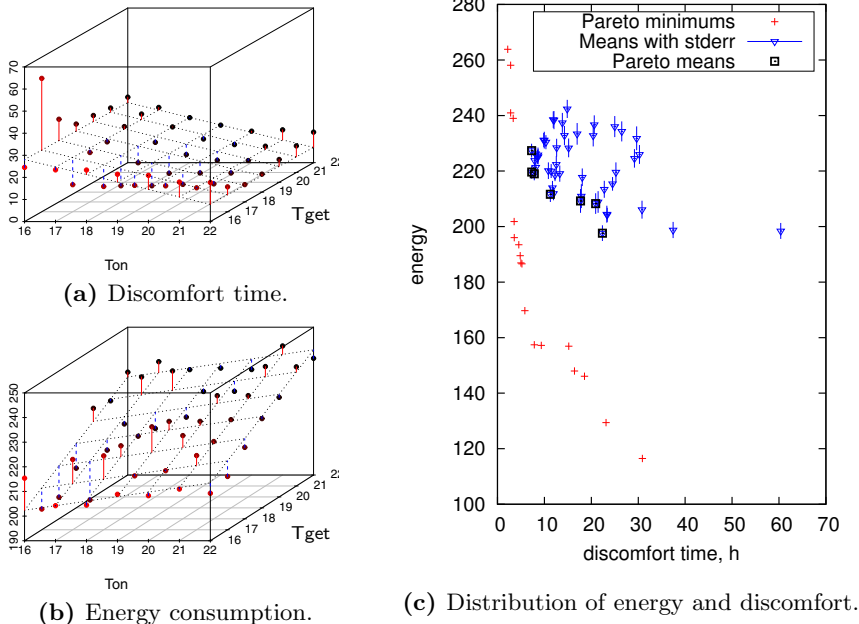 70
60
50
40
30
20
10
0
16 17 18 19 20 21 22
16 17 18 19 20 21
Tget
Ton
(a) Discomfort time.
250
240
230
220
210
200
190
16 17 18 19 20 21 22
16 17 18 19 20 21
Tget
Ton
(b) Energy consumption.
280
260
240
220
200
180
160
140
120
100
energy
Pareto minimums
Means with stderr
Pareto means
0 10 20 30 40 50 60 70
discomfort time, h
(c) Distribution of energy and discomfort.